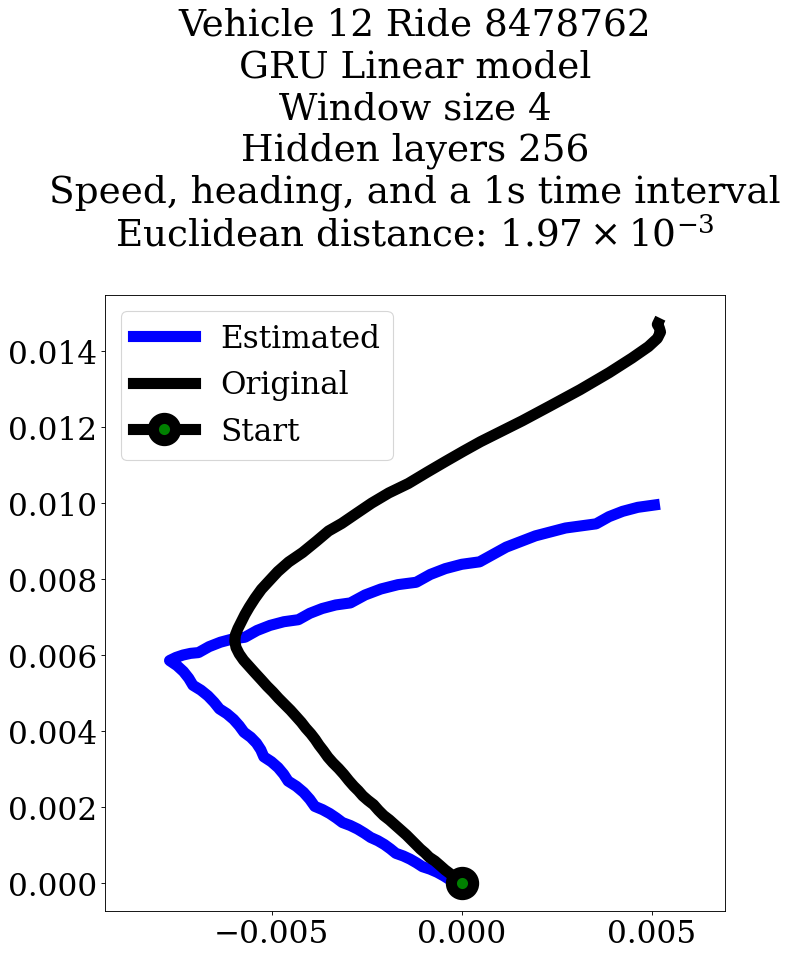 Vehicle 12 Ride 8478762
GRU Linear model
Window size 4
Hidden layers 256
Speed, heading, and a 1s time interval
Euclidean distance: 1.97 × 10⁻³
Estimated
Original
Start
0.014
0.012
0.010
0.008
0.006
0.004
0.002
0.000
−0.005 0.000 0.005